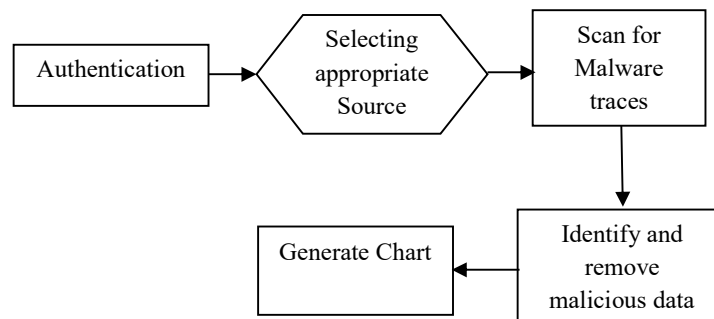 Authentication
Selecting
appropriate
Source
Scan for
Malware
traces
Identify and
remove
malicious data
Generate Chart